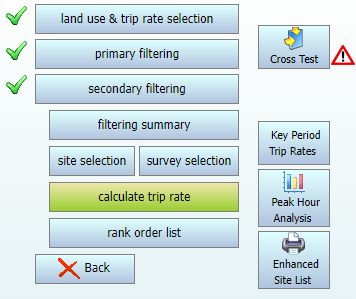 land use & trip rate selection
primary filtering
secondary filtering
filtering summary
site selection
survey selection
calculate trip rate
rank order list
Back
Cross Test
Key Period
Trip Rates
Peak Hour
Analysis
Enhanced
Site List